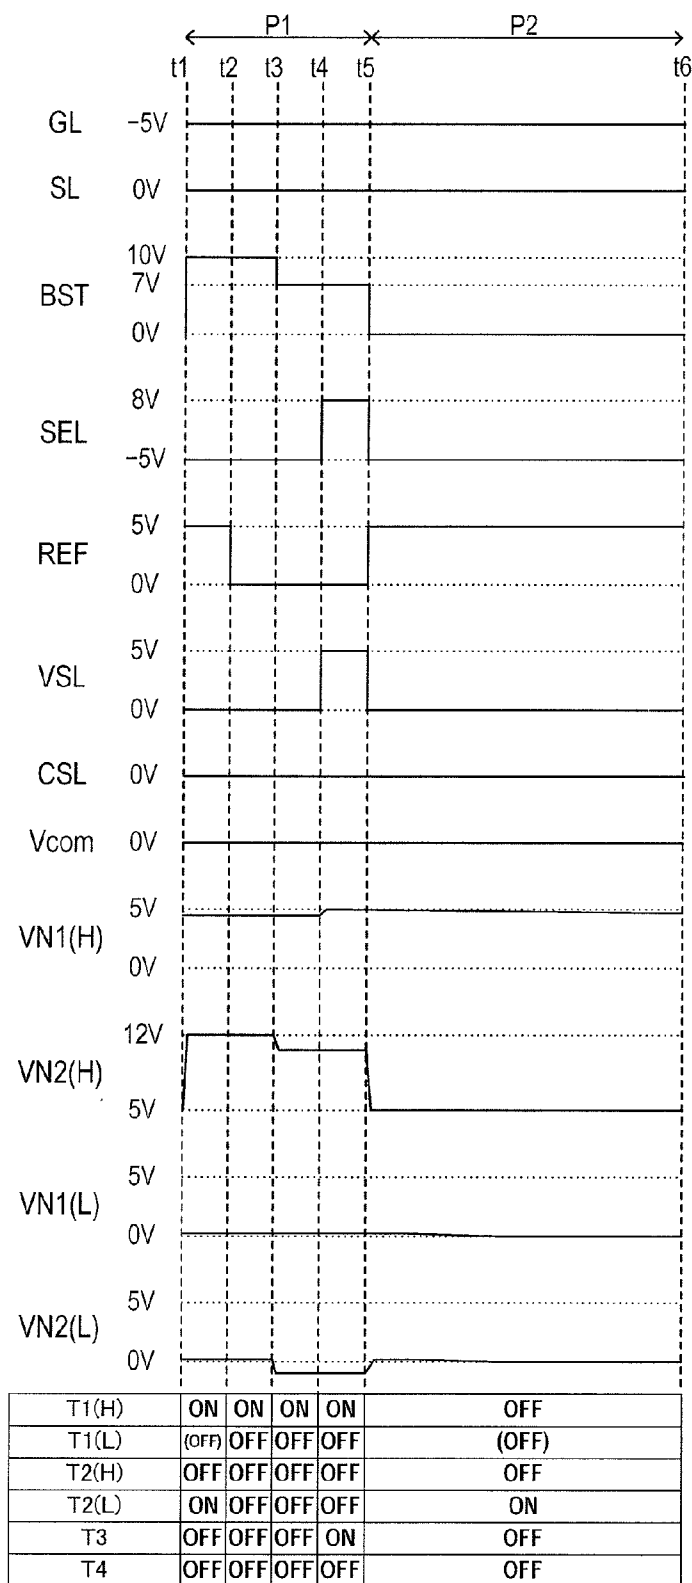 P1 P2
t1 t2 t3 t4 t5 t6
GL −5V
SL 0V
10V
BST 7V
0V
8V
SEL
−5V
5V
REF
0V
5V
VSL
0V
CSL 0V
Vcom 0V
5V
VN1(H)
0V
12V
VN2(H)
5V
5V
VN1(L)
0V
5V
VN2(L)
0V
T1(H) ON ON ON ON OFF
T1(L) (OFF) OFF OFF OFF (OFF)
T2(H) OFF OFF OFF OFF OFF
T2(L) ON OFF OFF OFF ON
T3 OFF OFF OFF ON OFF
T4 OFF OFF OFF OFF OFF